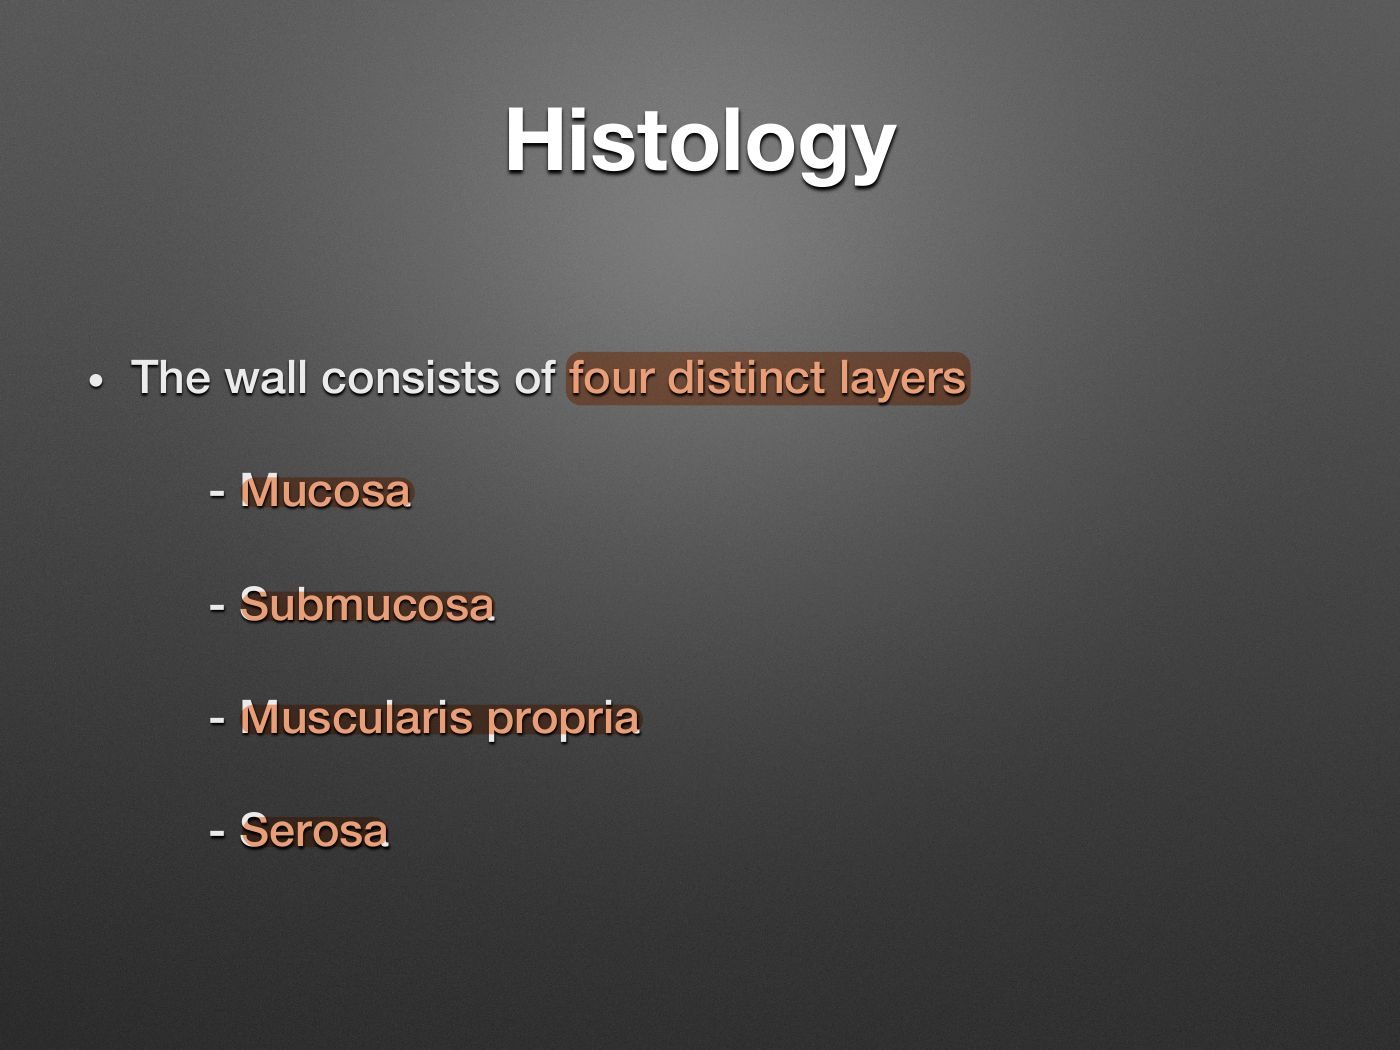 Histology
• The wall consists of four distinct layers
- Mucosa
- Submucosa
- Muscularis propria
- Serosa